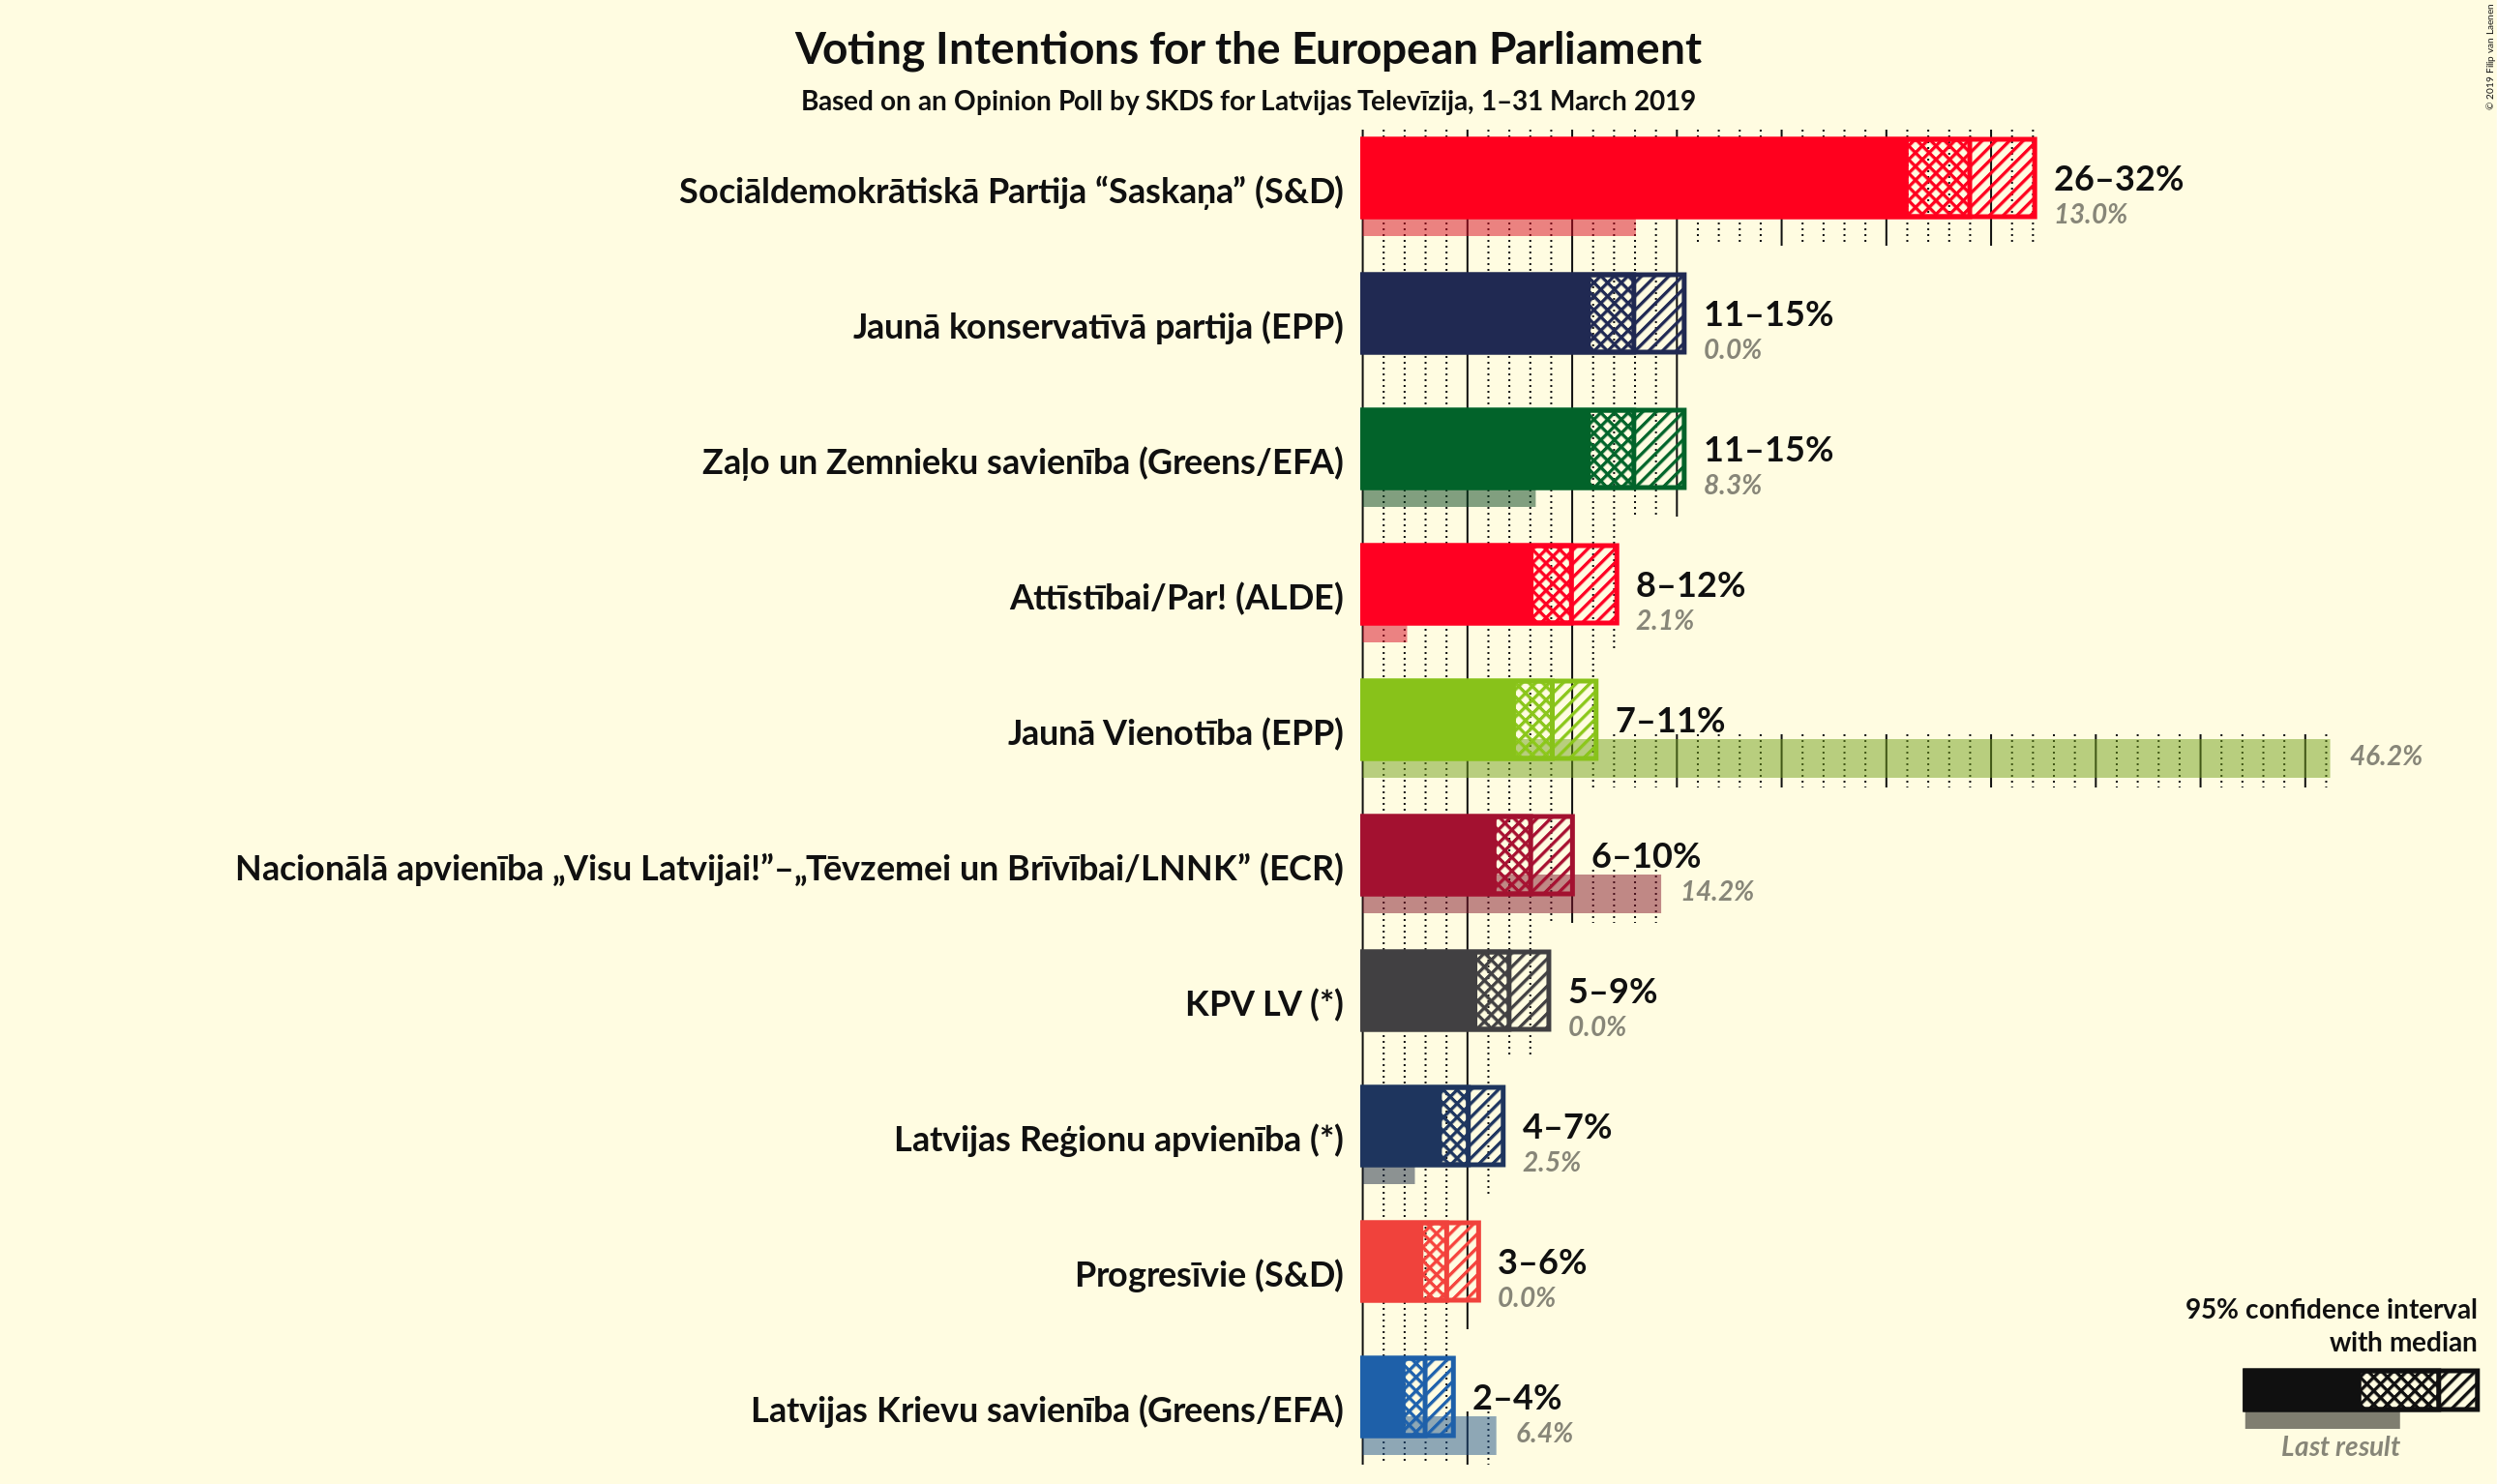 Voting Intentions for the European Parliament
Based on an Opinion Poll by SKDS for Latvijas Televīzija, 1–31 March 2019
© 2019 Filip van Laenen
Sociāldemokrātiskā Partija “Saskaņa” (S&D)
26–32%
13.0%
Jaunā konservatīvā partija (EPP)
11–15%
0.0%
Zaļo un Zemnieku savienība (Greens/EFA)
11–15%
8.3%
Attīstībai/Par! (ALDE)
8–12%
2.1%
Jaunā Vienotība (EPP)
7–11%
46.2%
Nacionālā apvienība „Visu Latvijai!”–„Tēvzemei un Brīvībai/LNNK” (ECR)
6–10%
14.2%
KPV LV (*)
5–9%
0.0%
Latvijas Reģionu apvienība (*)
4–7%
2.5%
Progresīvie (S&D)
3–6%
0.0%
Latvijas Krievu savienība (Greens/EFA)
2–4%
6.4%
95% confidence interval
with median
Last result